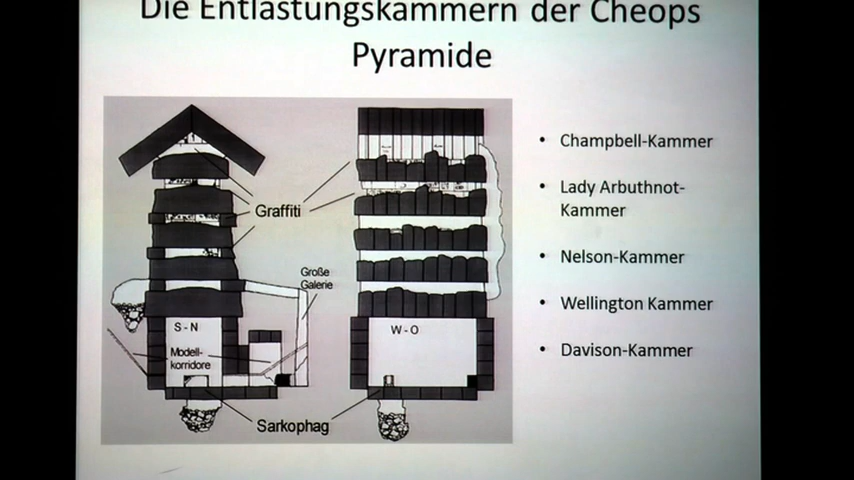 Die Entlastungskammern der Cheops
Pyramide
Graffiti
Große
Galerie
S - N
W - O
Modell-
korridore
Sarkophag
• Champbell-Kammer
• Lady Arbuthnot-
Kammer
• Nelson-Kammer
• Wellington Kammer
• Davison-Kammer